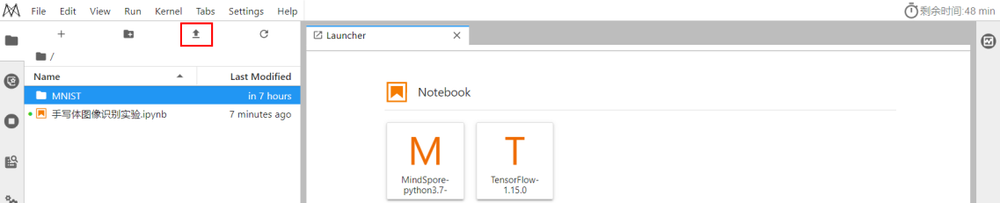 File Edit View Run Kernel Tabs Settings Help
剩余时间:48 min
Launcher
/
Name Last Modified
MNIST in 7 hours
手写体图像识别实验.ipynb 7 minutes ago
Notebook
M
MindSpore-
python3.7-
T
TensorFlow-
1.15.0